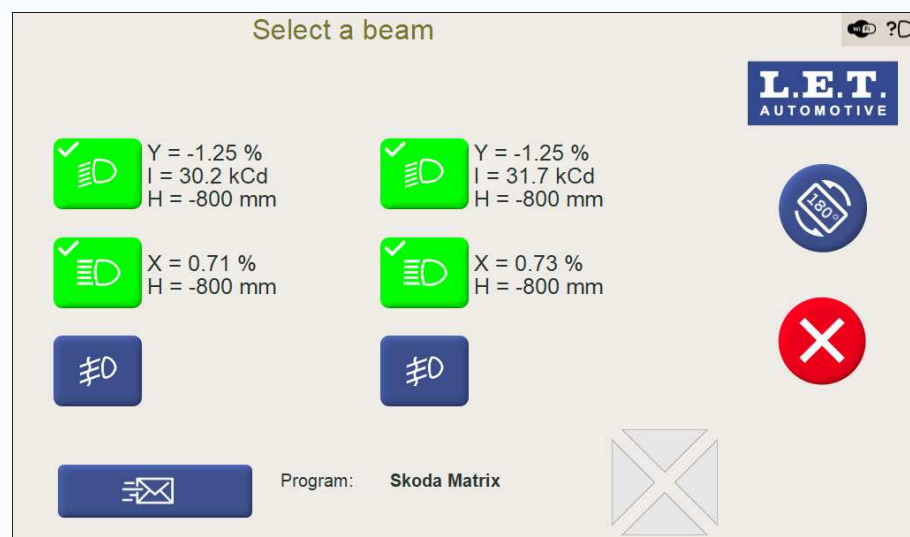 Select a beam
WiFi ?
L.E.T.
AUTOMOTIVE
Y = -1.25 %
I = 30.2 kCd
H = -800 mm
Y = -1.25 %
I = 31.7 kCd
H = -800 mm
180°
X = 0.71 %
H = -800 mm
X = 0.73 %
H = -800 mm
Program: Skoda Matrix